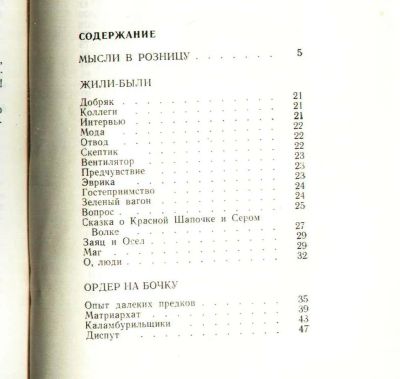 СОДЕРЖАНИЕ
МЫСЛИ В РОЗНИЦУ . . . . . . . 5
ЖИЛИ-БЫЛИ
Добряк . . . . . . . . . . 21
Коллеги . . . . . . . . . . 21
Интервью . . . . . . . . . . 21
Мода . . . . . . . . . . 22
Отвод . . . . . . . . . . 22
Скептик . . . . . . . . . . 22
Вентилятор . . . . . . . . . 23
Предчувствие . . . . . . . . 23
Эврика . . . . . . . . . . 23
Гостеприимство . . . . . . . . 24
Зеленый вагон . . . . . . . . 24
Вопрос . . . . . . . . . . 25
Сказка о Красной Шапочке и Сером
Волке . . . . . . . . . . 27
Заяц и Осел . . . . . . . . . 29
Маг . . . . . . . . . . 29
О, люди . . . . . . . . . . 32
ОРДЕР НА БОЧКУ
Опыт далеких предков . . . . . . 35
Матриархат . . . . . . . . . 39
Каламбурильщики . . . . . . . 43
Диспут . . . . . . . . . . 47